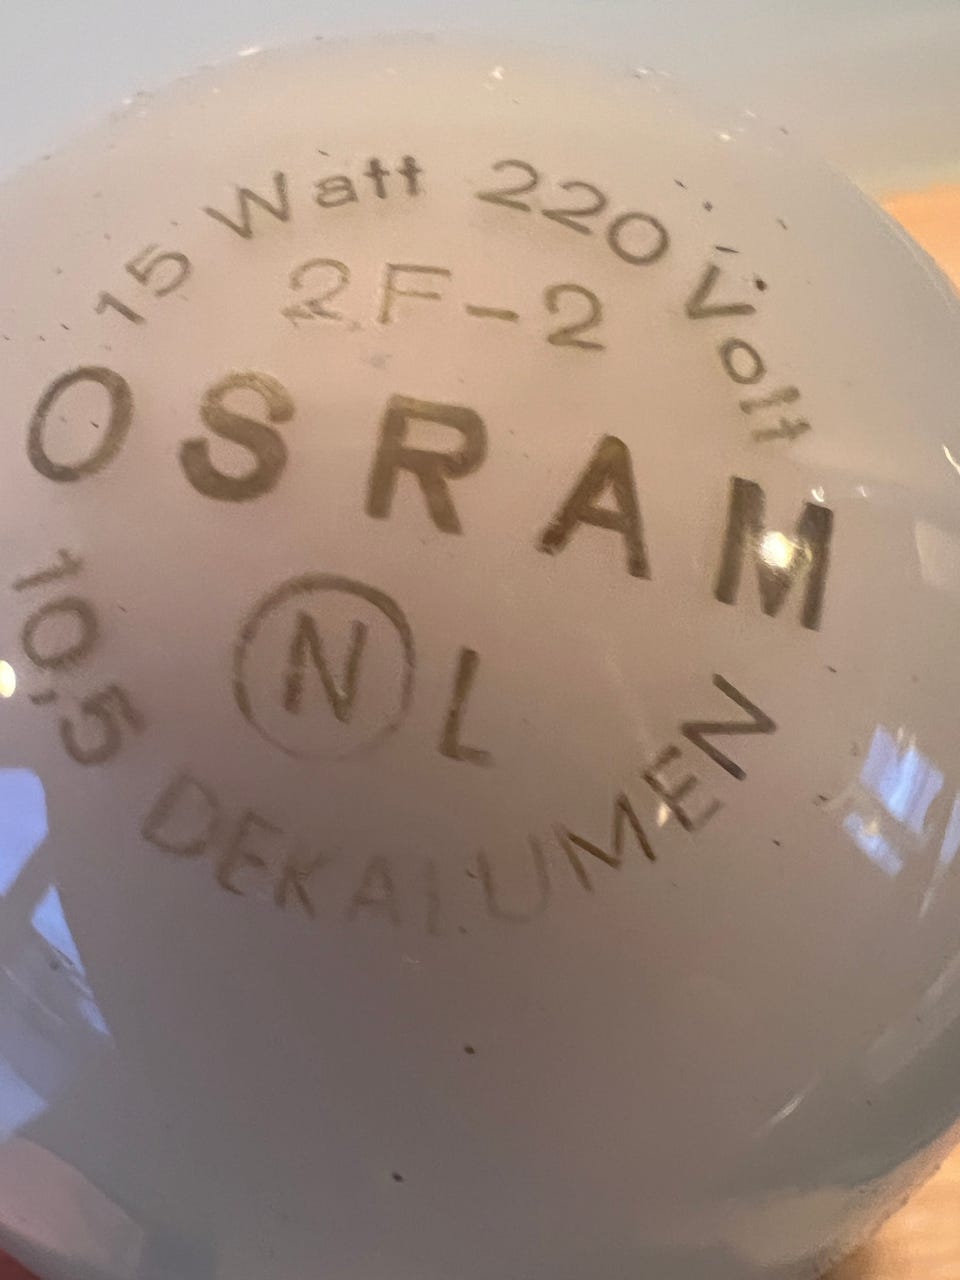 15 Watt 220 Volt
2F-2
OSRAM
N L
10,5 DEKALUMEN